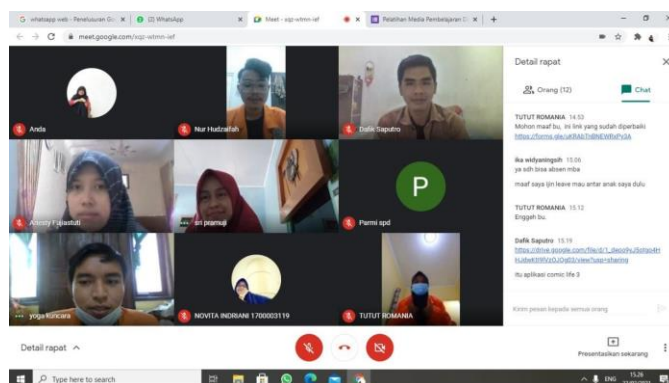 whatsapp web - Penelusuran Go
(2) WhatsApp
Meet - xqp-wtmn-ief
Pelatihan Media Pembelajaran D
meet.google.com/xqp-wtmn-ief
Anda
Nur Hudzaifah
Dafik Saputro
Adesty Fujiastuti
sri pramuji
P
Parmi spd
yoga kuncara
NOVITA INDRIANI 1700003119
TUTUT ROMANIA
Detail rapat
Orang (12)
Chat
TUTUT ROMANIA 14.53
Mohon maaf bu, ini link yang sudah diperbaiki
ika widyaningsih 15.06
ya sdh bisa absen mba
maaf saya ijin leave mau antar anak saya dulu
TUTUT ROMANIA 15.12
Enggeh bu.
Dafik Saputro 15.19
itu aplikasi comic life 3
Kirim pesan kepada semua orang
Detail rapat
Presentasikan sekarang
Type here to search
ENG
15.26